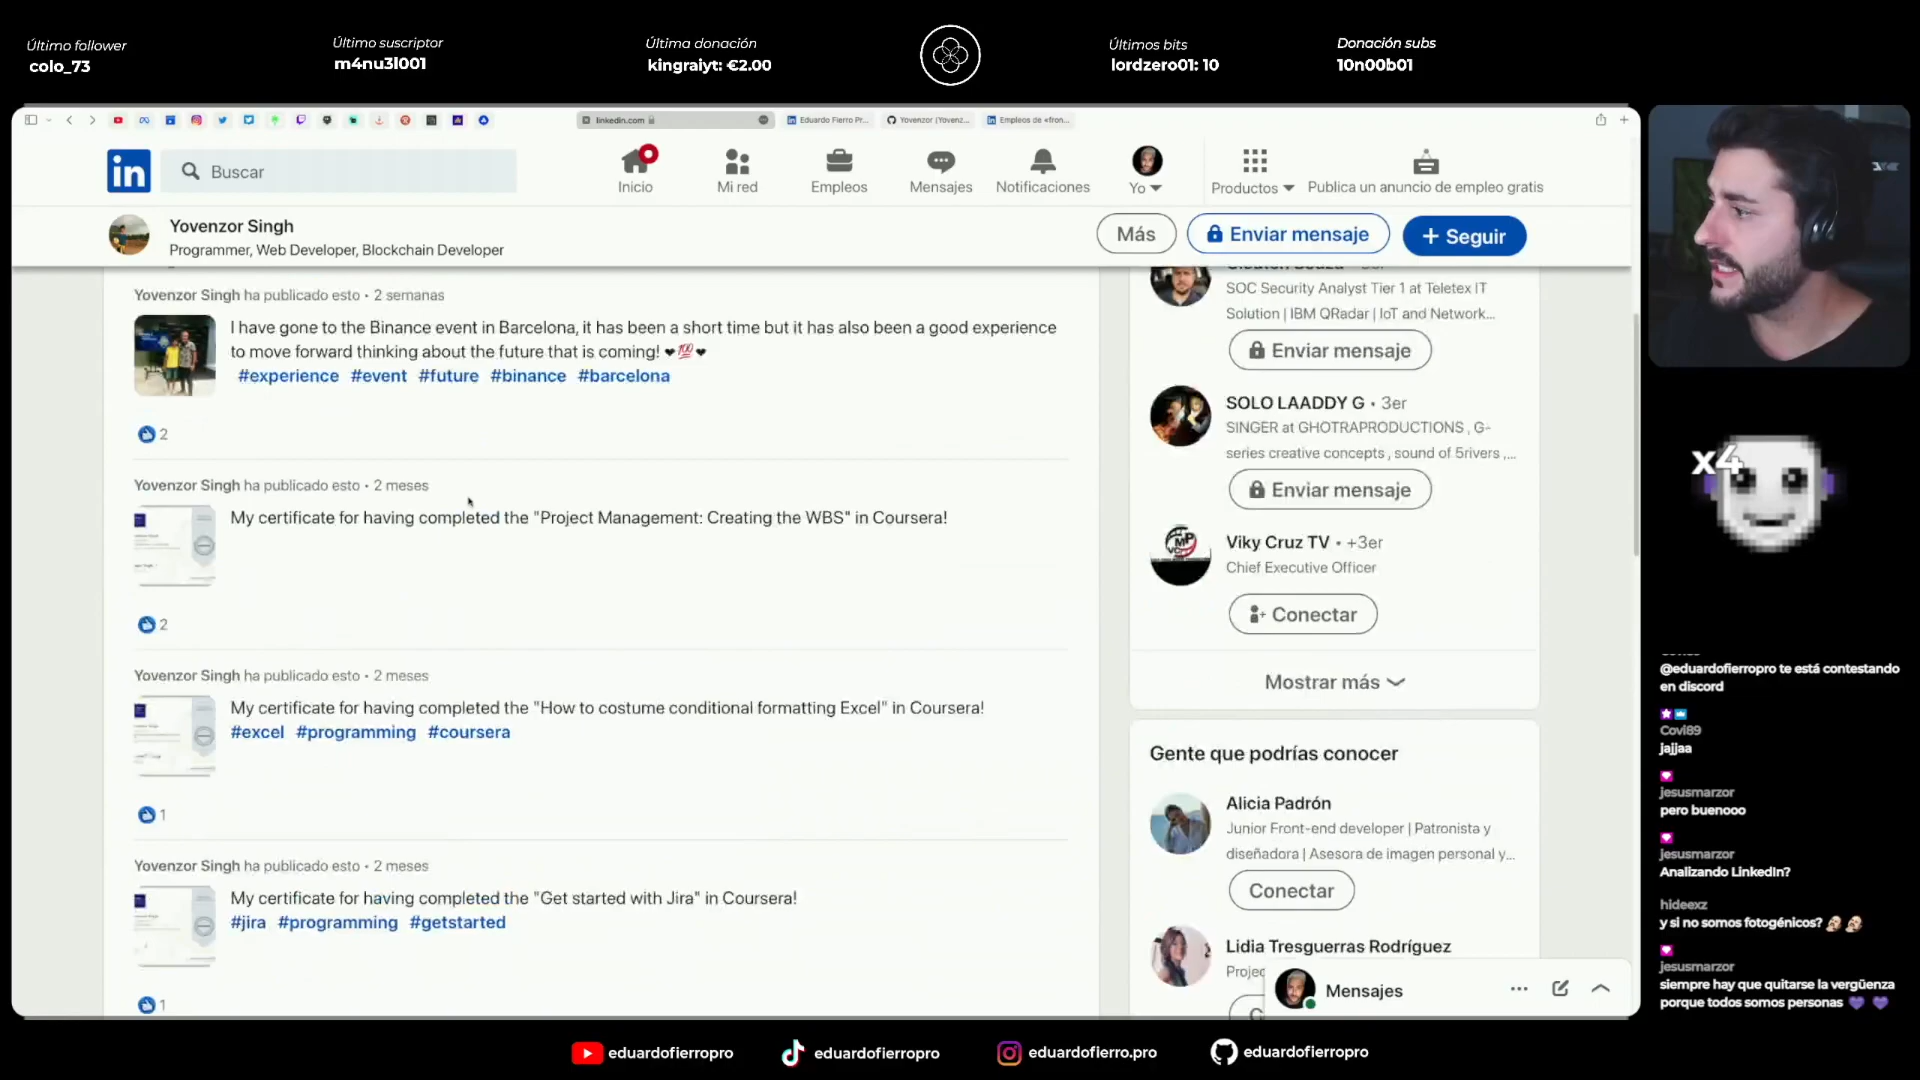 Último follower
colo_73
Último suscriptor
m4nu3l001
Última donación
kingraiyt: €2.00
Últimos bits
lordzero01: 10
Donación subs
10n00b01
linkedin.com
Eduardo Fierro Pr...
Yovenzor (Yovenz...
Empleos de «fron...
in
Buscar
Inicio
Mi red
Empleos
Mensajes
Notificaciones
Yo
Productos
Publica un anuncio de empleo gratis
Yovenzor Singh
Programmer, Web Developer, Blockchain Developer
Más
Enviar mensaje
+ Seguir
Yovenzor Singh ha publicado esto • 2 semanas
I have gone to the Binance event in Barcelona, it has been a short time but it has also been a good experience
to move forward thinking about the future that is coming! ❤💯❤
#experience #event #future #binance #barcelona
2
Yovenzor Singh ha publicado esto • 2 meses
My certificate for having completed the "Project Management: Creating the WBS" in Coursera!
2
Yovenzor Singh ha publicado esto • 2 meses
My certificate for having completed the "How to costume conditional formatting Excel" in Coursera!
#excel #programming #coursera
1
Yovenzor Singh ha publicado esto • 2 meses
My certificate for having completed the "Get started with Jira" in Coursera!
#jira #programming #getstarted
1
SOC Security Analyst Tier 1 at Teletex IT
Solution | IBM QRadar | IoT and Network...
Enviar mensaje
SOLO LAADDY G • 3er
SINGER at GHOTRAPRODUCTIONS , G-
series creative concepts , sound of 5rivers ,...
Enviar mensaje
Viky Cruz TV • +3er
Chief Executive Officer
Conectar
Mostrar más
Gente que podrías conocer
Alicia Padrón
Junior Front-end developer | Patronista y
diseñadora | Asesora de imagen personal y...
Conectar
Lidia Tresguerras Rodríguez
Projec
Mensajes
x4
@eduardofierropro te está contestando
en discord
Covi89
jajjaa
jesusmarzor
pero buenooo
jesusmarzor
Analizando LinkedIn?
hideexz
y si no somos fotogénicos?
jesusmarzor
siempre hay que quitarse la vergüenza
porque todos somos personas 💜 💜
eduardofierropro
eduardofierropro
eduardofierro.pro
eduardofierropro